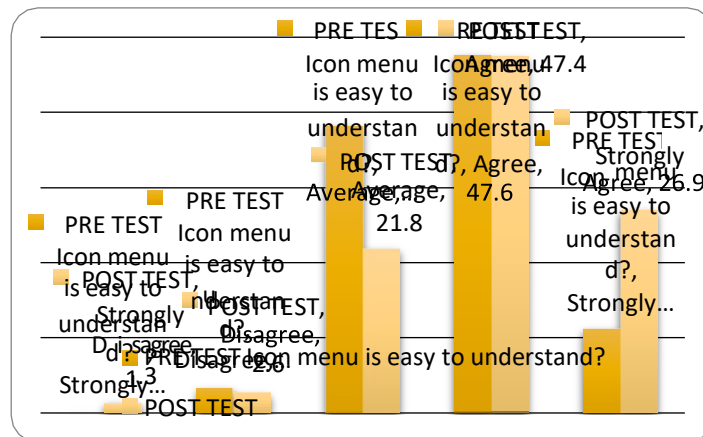 PRE TEST
Icon menu
is easy to
understan
d?,
Strongly…
POST TEST,
Strongly
Disagree,
1.3
PRE TEST
Icon menu
is easy to
understan
d?,
Disagree,
POST TEST,
Disagree,
2.6
PRE TES
Icon menu
is easy to
understan
d?,
Average,…
POST TEST,
Average,
21.8
RE TEST
Icon menu
is easy to
understan
d?, Agree,
47.6
POST TEST,
Agree, 47.4
PRE TEST
Icon menu
is easy to
understan
d?,
Strongly…
POST TEST,
Strongly
Agree, 26.9
PRE TEST Icon menu is easy to understand?
POST TEST